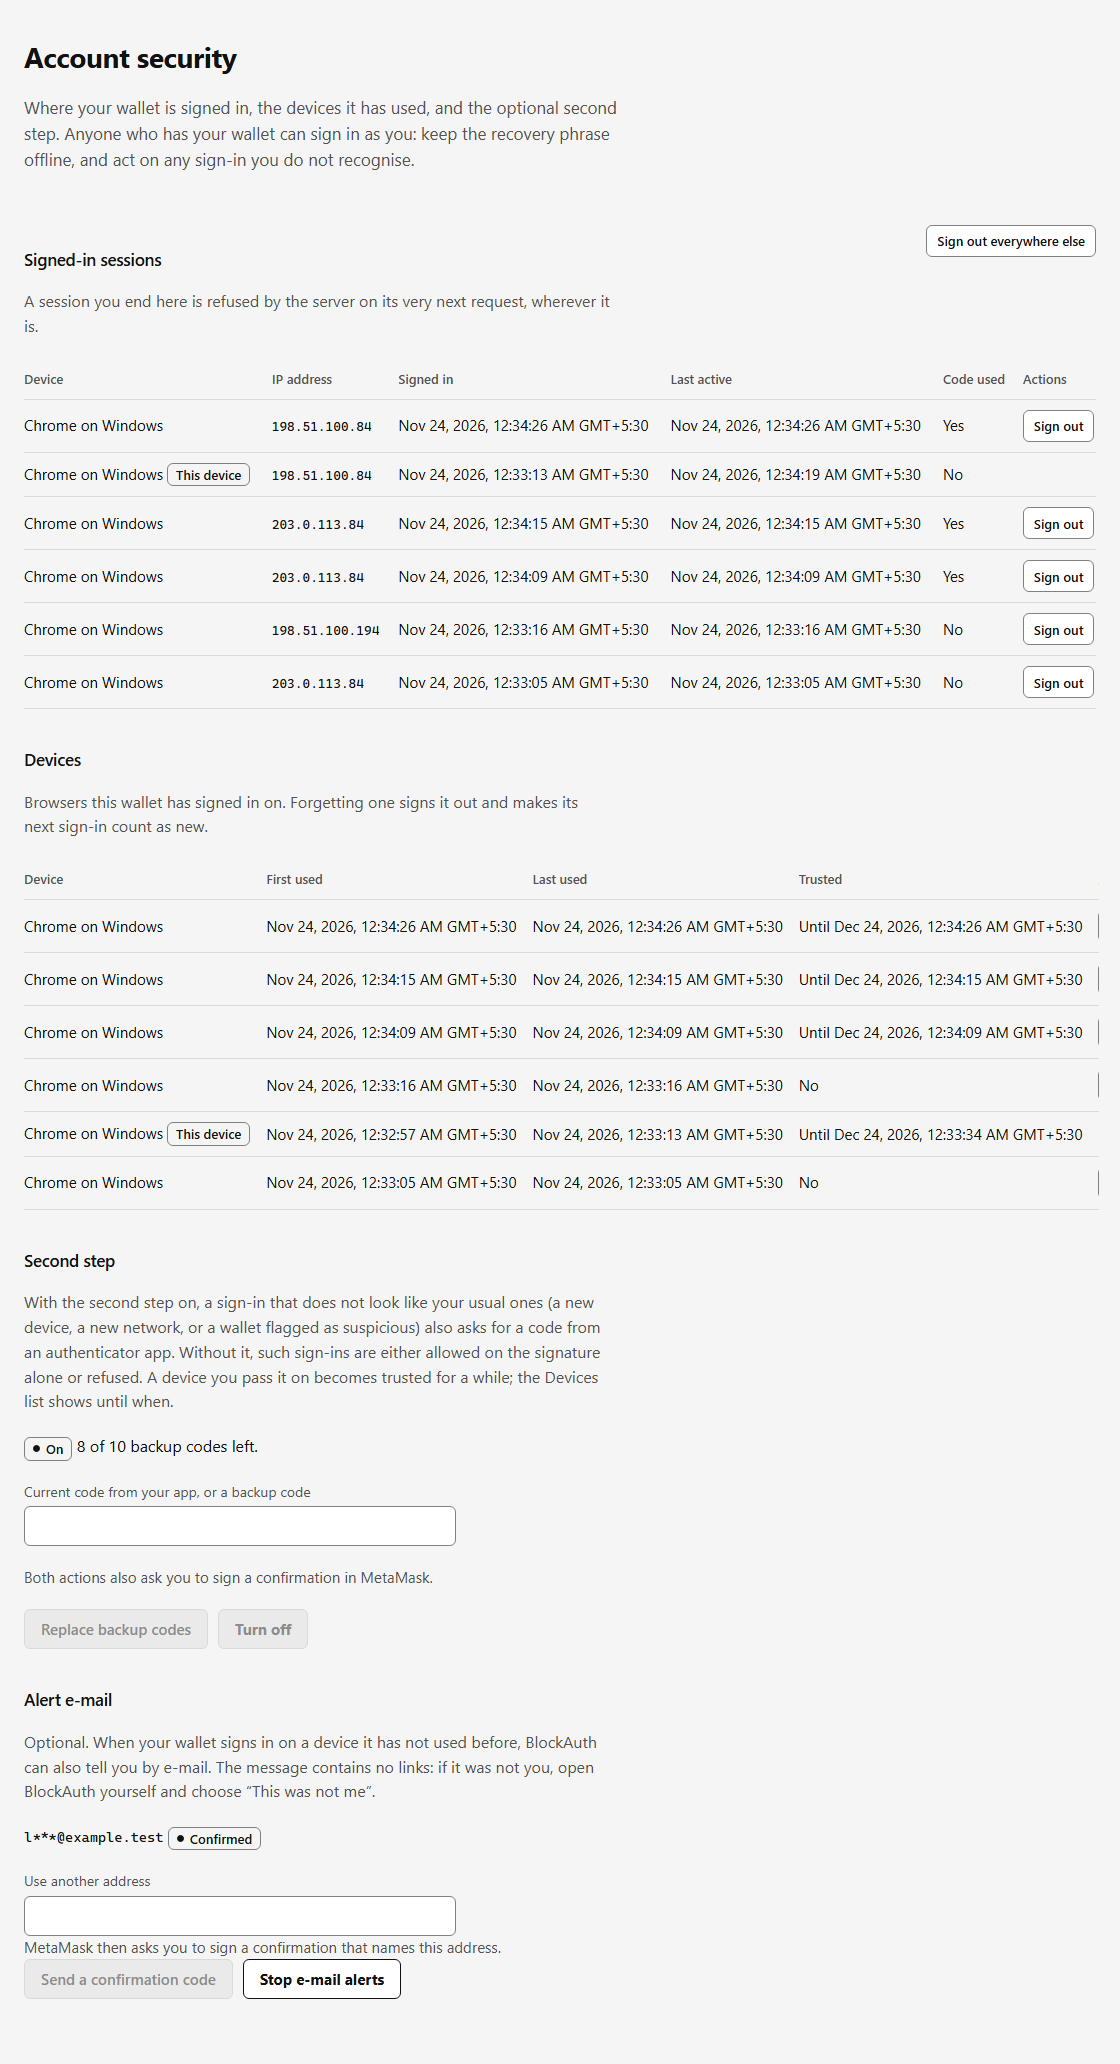 Account security
Where your wallet is signed in, the devices it has used, and the optional second
step. Anyone who has your wallet can sign in as you: keep the recovery phrase
offline, and act on any sign-in you do not recognise.
Sign out everywhere else
Signed-in sessions
A session you end here is refused by the server on its very next request, wherever it
is.
Device IP address Signed in Last active Code used Actions
Chrome on Windows 198.51.100.84 Nov 24, 2026, 12:34:26 AM GMT+5:30 Nov 24, 2026, 12:34:26 AM GMT+5:30 Yes Sign out
Chrome on Windows This device 198.51.100.84 Nov 24, 2026, 12:33:13 AM GMT+5:30 Nov 24, 2026, 12:34:19 AM GMT+5:30 No
Chrome on Windows 203.0.113.84 Nov 24, 2026, 12:34:15 AM GMT+5:30 Nov 24, 2026, 12:34:15 AM GMT+5:30 Yes Sign out
Chrome on Windows 203.0.113.84 Nov 24, 2026, 12:34:09 AM GMT+5:30 Nov 24, 2026, 12:34:09 AM GMT+5:30 Yes Sign out
Chrome on Windows 198.51.100.194 Nov 24, 2026, 12:33:16 AM GMT+5:30 Nov 24, 2026, 12:33:16 AM GMT+5:30 No Sign out
Chrome on Windows 203.0.113.84 Nov 24, 2026, 12:33:05 AM GMT+5:30 Nov 24, 2026, 12:33:05 AM GMT+5:30 No Sign out
Devices
Browsers this wallet has signed in on. Forgetting one signs it out and makes its
next sign-in count as new.
Device First used Last used Trusted
Chrome on Windows Nov 24, 2026, 12:34:26 AM GMT+5:30 Nov 24, 2026, 12:34:26 AM GMT+5:30 Until Dec 24, 2026, 12:34:26 AM GMT+5:30
Chrome on Windows Nov 24, 2026, 12:34:15 AM GMT+5:30 Nov 24, 2026, 12:34:15 AM GMT+5:30 Until Dec 24, 2026, 12:34:15 AM GMT+5:30
Chrome on Windows Nov 24, 2026, 12:34:09 AM GMT+5:30 Nov 24, 2026, 12:34:09 AM GMT+5:30 Until Dec 24, 2026, 12:34:09 AM GMT+5:30
Chrome on Windows Nov 24, 2026, 12:33:16 AM GMT+5:30 Nov 24, 2026, 12:33:16 AM GMT+5:30 No
Chrome on Windows This device Nov 24, 2026, 12:32:57 AM GMT+5:30 Nov 24, 2026, 12:33:13 AM GMT+5:30 Until Dec 24, 2026, 12:33:34 AM GMT+5:30
Chrome on Windows Nov 24, 2026, 12:33:05 AM GMT+5:30 Nov 24, 2026, 12:33:05 AM GMT+5:30 No
Second step
With the second step on, a sign-in that does not look like your usual ones (a new
device, a new network, or a wallet flagged as suspicious) also asks for a code from
an authenticator app. Without it, such sign-ins are either allowed on the signature
alone or refused. A device you pass it on becomes trusted for a while; the Devices
list shows until when.
● On 8 of 10 backup codes left.
Current code from your app, or a backup code
Both actions also ask you to sign a confirmation in MetaMask.
Replace backup codes Turn off
Alert e-mail
Optional. When your wallet signs in on a device it has not used before, BlockAuth
can also tell you by e-mail. The message contains no links: if it was not you, open
BlockAuth yourself and choose “This was not me”.
l***@example.test ● Confirmed
Use another address
MetaMask then asks you to sign a confirmation that names this address.
Send a confirmation code Stop e-mail alerts